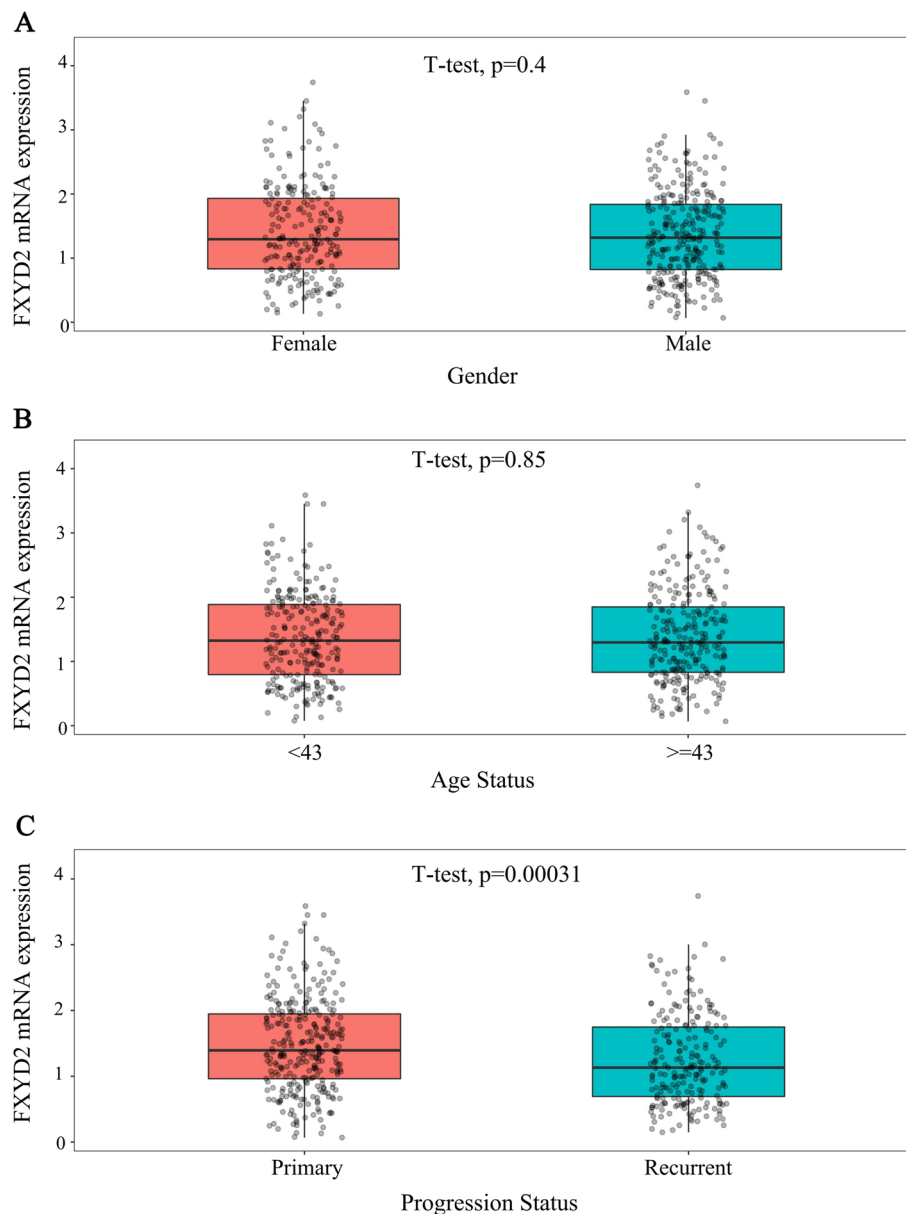 A
T-test, p=0.4
FXYD2 mRNA expression
4
3
2
1
0
Female
Male
Gender
B
T-test, p=0.85
FXYD2 mRNA expression
4
3
2
1
0
<43
>=43
Age Status
C
T-test, p=0.00031
FXYD2 mRNA expression
4
3
2
1
0
Primary
Recurrent
Progression Status